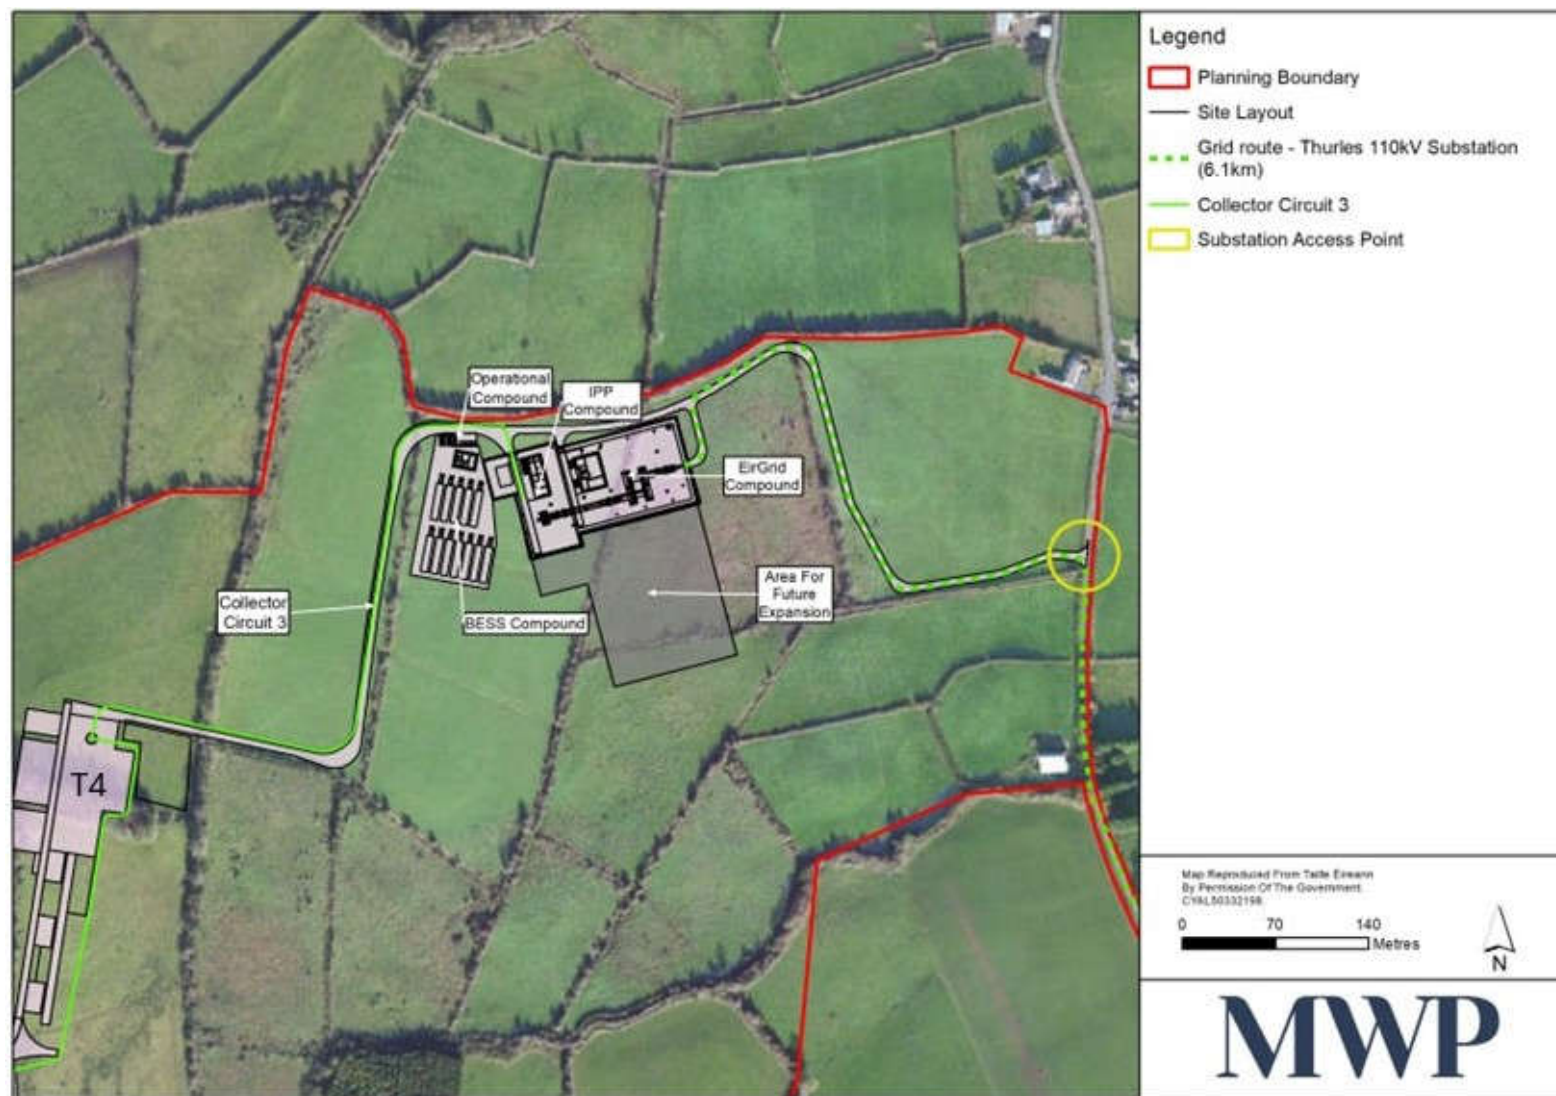 Legend
Planning Boundary
Site Layout
Grid route - Thurles 110kV Substation
(6.1km)
Collector Circuit 3
Substation Access Point
Operational
Compound
IPP
Compound
EirGrid
Compound
Collector
Circuit 3
BESS Compound
Area For
Future
Expansion
T4
Map Reproduced From Tailte Éireann
By Permission Of The Government.
CYAL50332198
0 70 140
Metres
N
MWP